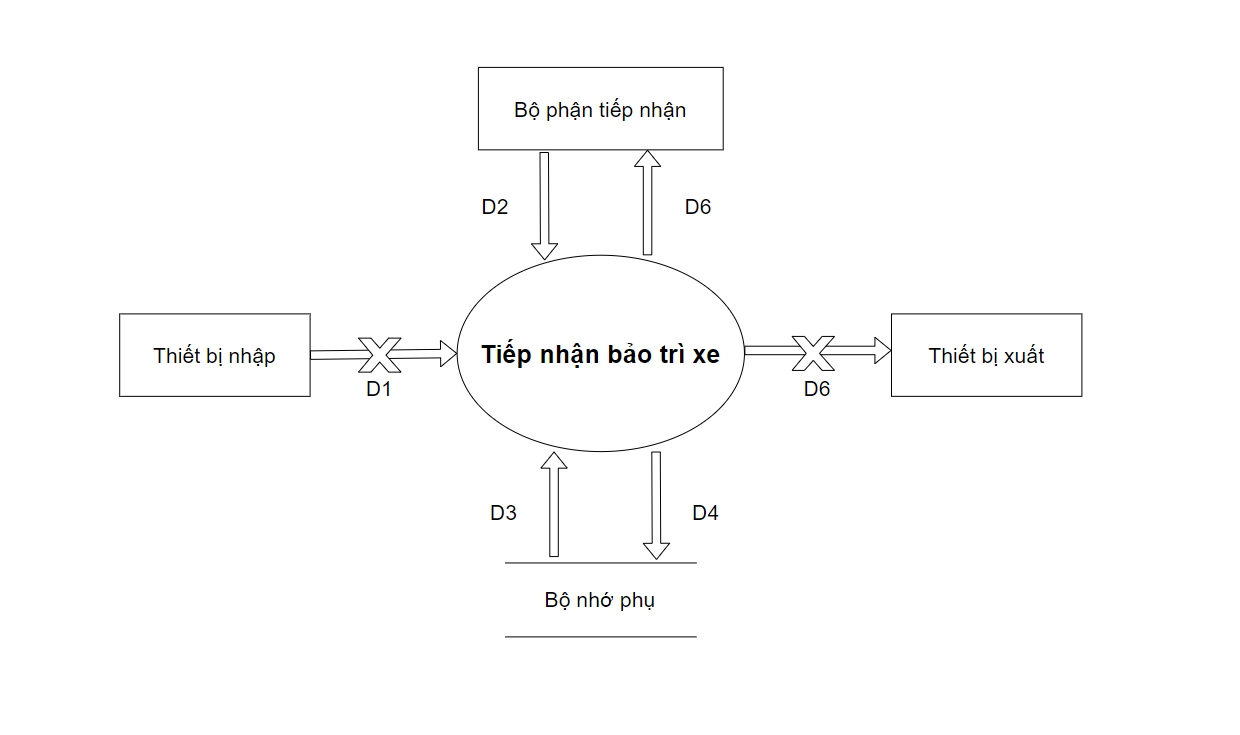 Bộ phận tiếp nhận
D2
D6
Thiết bị nhập
Tiếp nhận bảo trì xe
Thiết bị xuất
D1
D6
D3
D4
Bộ nhớ phụ